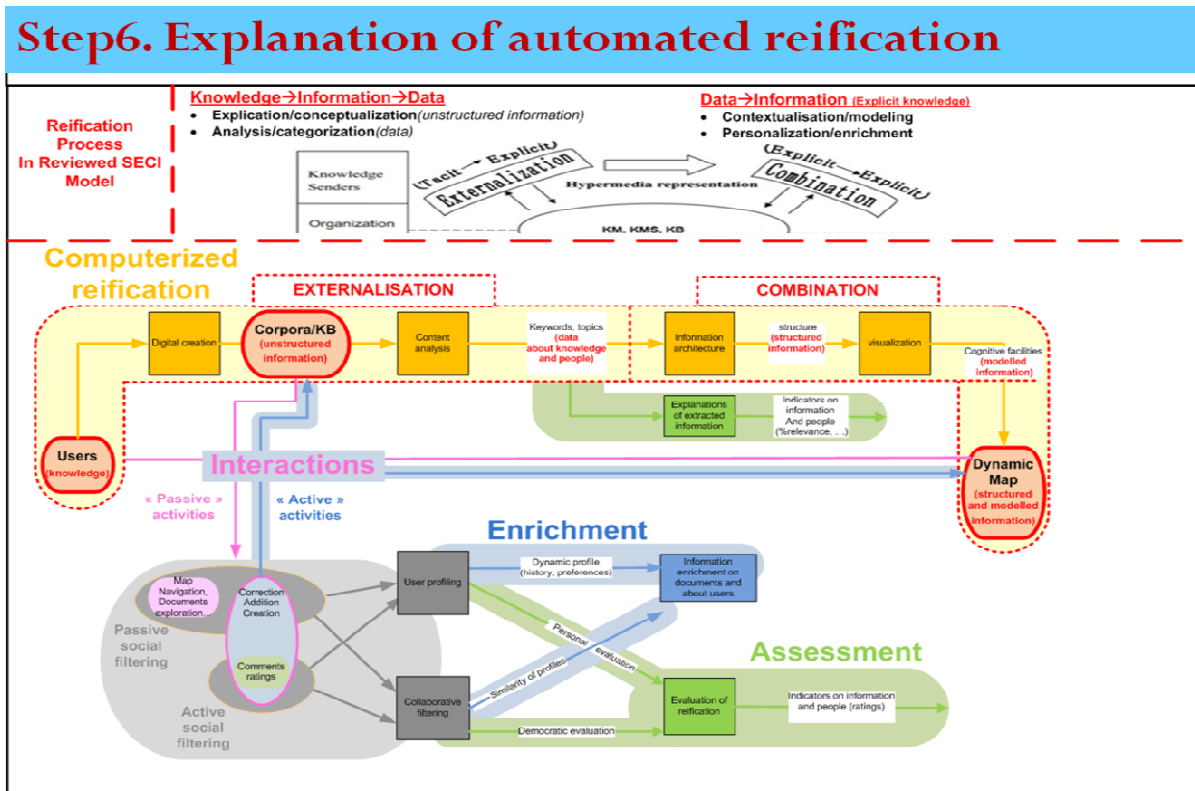 Step6. Explanation of automated reification
Reification
Process
In Reviewed SECI
Model
Knowledge→Information→Data
• Explication/conceptualization(unstructured information)
• Analysis/categorization(data)
Data→Information (Explicit knowledge)
• Contextualisation/modeling
• Personalization/enrichment
Knowledge
Senders
Organization
(Tacit → Explicit)
Externalization
Hypermedia representation
(Explicit→Explicit)
Combination
KM, KMS, KB
Computerized
reification
EXTERNALISATION
COMBINATION
Digital creation
Corpora/KB
(unstructured
information)
Content
analysis
Keywords, topics
(data
about knowledge
and people)
Information
architecture
structure
(structured
information)
visualization
Cognitive facilities
(modelled
information)
Explanations
of extracted
information
Indicators on
information
And people
(%relevance, ...)
Users
(knowledge)
Interactions
Dynamic
Map
(structured
and modelled
information)
« Passive »
activities
« Active »
activities
Enrichment
Map
Navigation,
Documents
exploration...
Correction
Addition
Creation
User profiling
Dynamic profile
(history, preferences)
Information
enrichment on
documents and
about users
Passive
social
filtering
Comments
ratings
Active
social
filtering
Collaborative
filtering
Personal evaluation
Similarity of profiles
Democratic evaluation
Assessment
Evaluation of
reification
Indicators on information
and people (ratings)